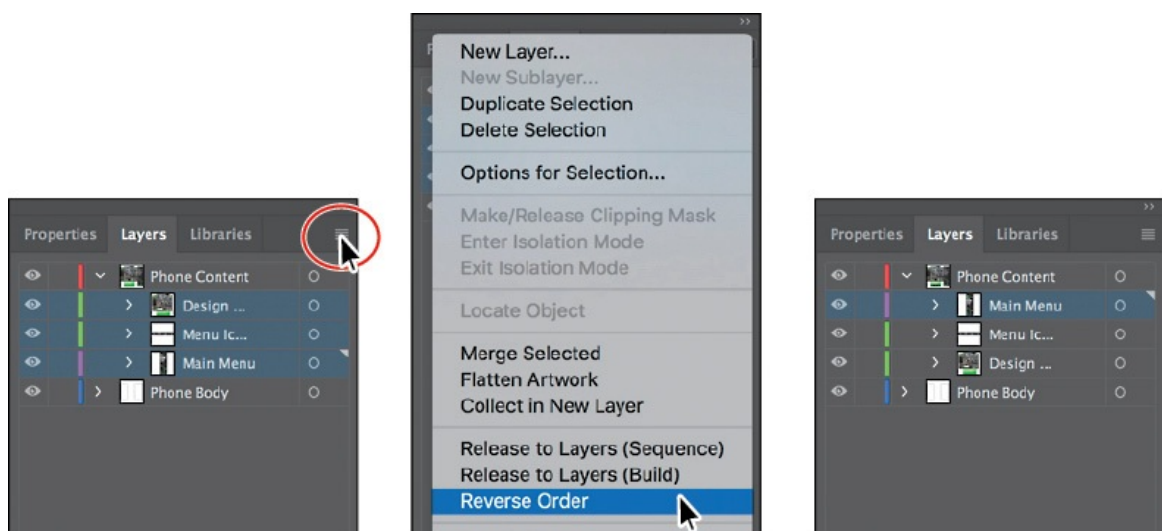 Properties Layers Libraries
Phone Content
Design ...
Menu Ic...
Main Menu
Phone Body
New Layer...
New Sublayer...
Duplicate Selection
Delete Selection
Options for Selection...
Make/Release Clipping Mask
Enter Isolation Mode
Exit Isolation Mode
Locate Object
Merge Selected
Flatten Artwork
Collect in New Layer
Release to Layers (Sequence)
Release to Layers (Build)
Reverse Order
Properties Layers Libraries
Phone Content
Main Menu
Menu Ic...
Design ...
Phone Body